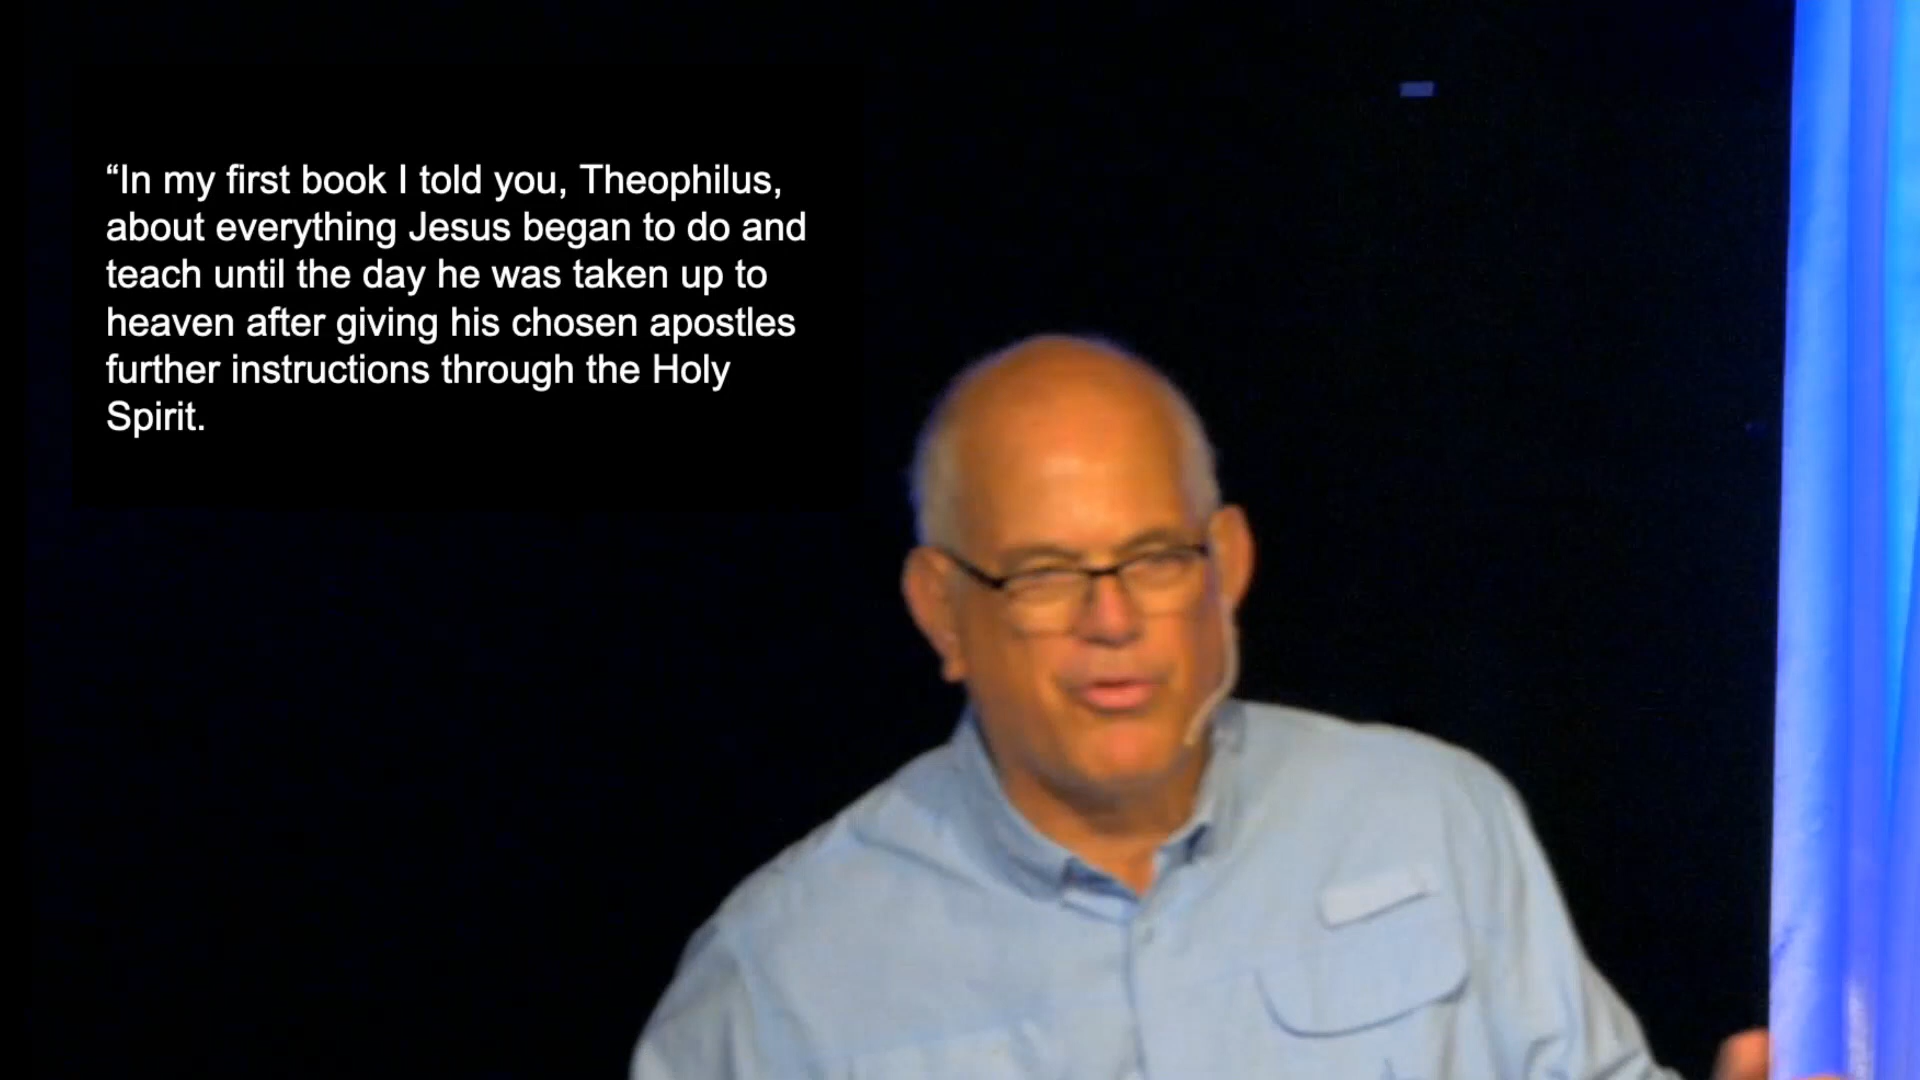 “In my first book I told you, Theophilus,
about everything Jesus began to do and
teach until the day he was taken up to
heaven after giving his chosen apostles
further instructions through the Holy
Spirit.